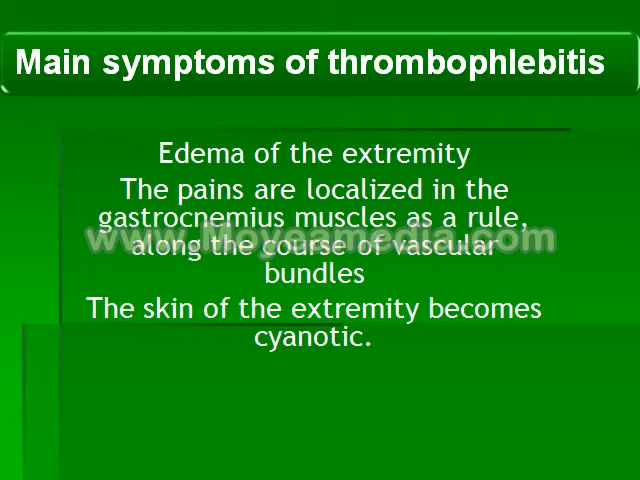 Main symptoms of thrombophlebitis
Edema of the extremity
The pains are localized in the
gastrocnemius muscles as a rule,
www.Moyeamedia.com
along the course of vascular
bundles
The skin of the extremity becomes
cyanotic.